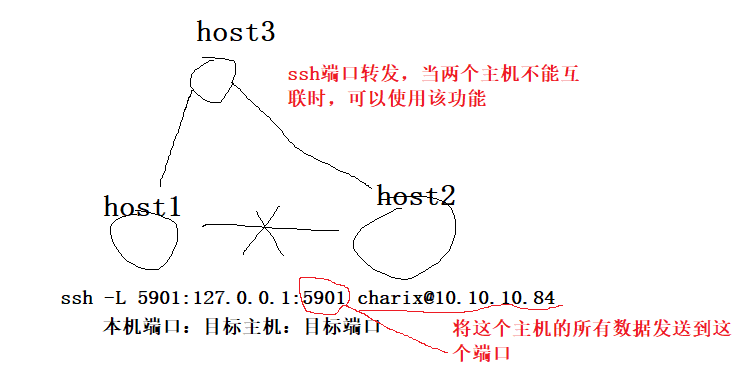 host3
ssh端口转发，当两个主机不能互
联时，可以使用该功能
host1
host2
ssh -L 5901:127.0.0.1:5901 charix@10.10.10.84
本机端口：目标主机：目标端口
将这个主机的所有数据发送到这
个端口